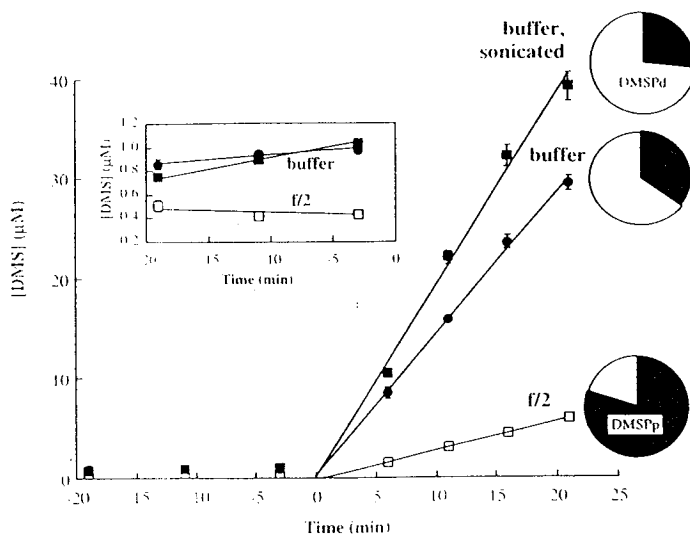 buffer,
sonicated
DMSPd
buffer
f/2
DMSPp
[DMS] (μM)
40
30
20
10
0
-20 -15 -10 -5 0 5 10 15 20 25
Time (min)
[DMS] (μM)
1.2
1.0
0.8
0.6
0.4
0.2
buffer
f/2
-20 -15 -10 -5 0
Time (min)